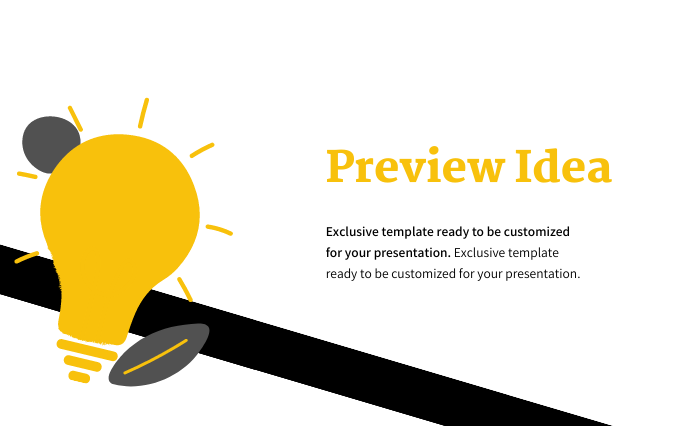 Preview Idea
Exclusive template ready to be customized
for your presentation. Exclusive template
ready to be customized for your presentation.